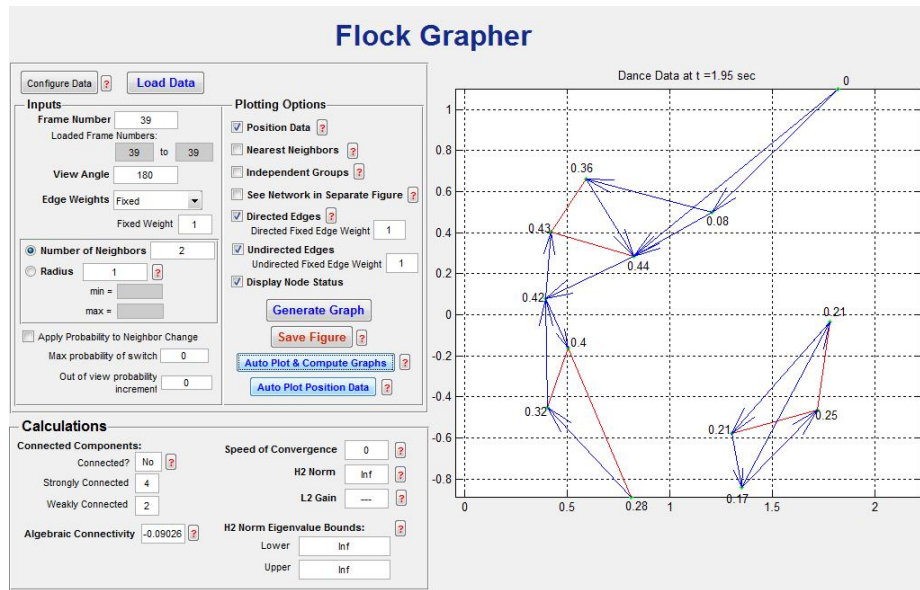 Flock Grapher
Configure Data ? Load Data
Inputs
Frame Number 39
Loaded Frame Numbers:
39 to 39
View Angle 180
Edge Weights Fixed
Fixed Weight 1
Number of Neighbors 2
Radius 1 ?
min =
max =
Apply Probability to Neighbor Change
Max probability of switch 0
Out of view probability
increment 0
Plotting Options
Position Data ?
Nearest Neighbors ?
Independent Groups ?
See Network in Separate Figure ?
Directed Edges ?
Directed Fixed Edge Weight 1
Undirected Edges
Undirected Fixed Edge Weight 1
Display Node Status
Generate Graph
Save Figure ?
Auto Plot & Compute Graphs ?
Auto Plot Position Data ?
Calculations
Connected Components:
Connected? No ?
Strongly Connected 4
Weakly Connected 2
Algebraic Connectivity -0.09026 ?
Speed of Convergence 0 ?
H2 Norm Inf ?
L2 Gain --- ?
H2 Norm Eigenvalue Bounds: ?
Lower Inf
Upper Inf
Dance Data at t =1.95 sec
0
1
0.8
0.36
0.6
0.08
0.4
0.43
0.44
0.2
0.42
0
0.21
0.4
-0.2
-0.4
0.32
0.25
0.21
-0.6
-0.8
0.17
0.28
0 0.5 1 1.5 2